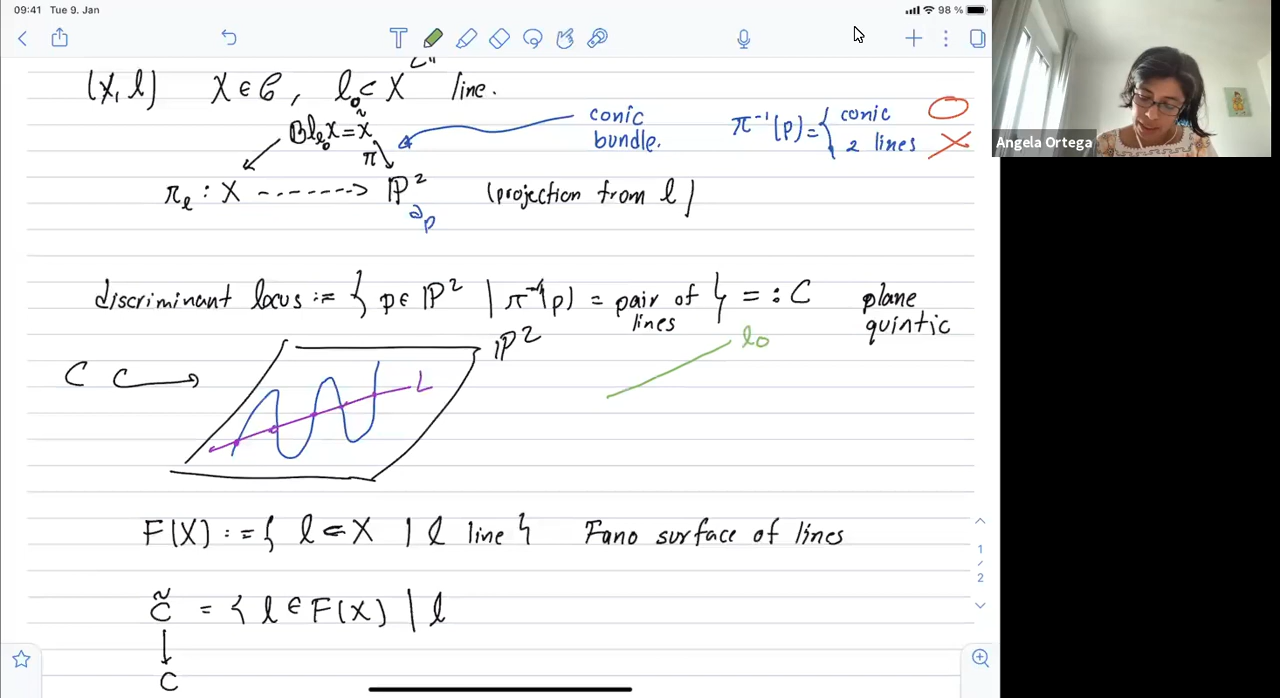 09:41 Tue 9. Jan
98 %
(X, l) X ∈ C, l₀ ⊂ X line.
Bl_{l₀}X = X̃
π
conic
bundle.
π⁻¹(p) = { conic
2 lines
Angela Ortega
π_ℓ : X ---> ℙ² (projection from l)
p
discriminant locus := { p ∈ ℙ² | π⁻¹(p) = pair of lines } =: C plane quintic
ℙ²
l₀
C ⊂→
L
F(X) := { l ⊂ X | l line } Fano surface of lines
C̃ = { l ∈ F(X) | l
↓
C
1
/
2